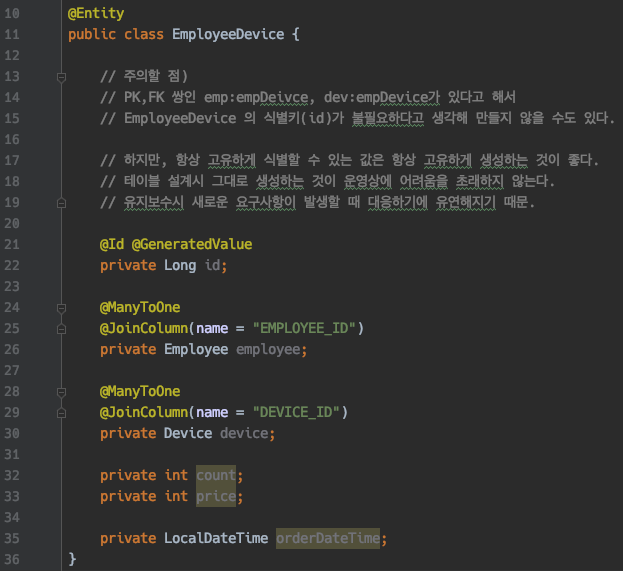 10 @Entity
11 public class EmployeeDevice {
12
13 // 주의할 점)
14 // PK,FK 쌍인 emp:empDeivce, dev:empDevice가 있다고 해서
15 // EmployeeDevice 의 식별키(id)가 불필요하다고 생각해 만들지 않을 수도 있다.
16
17 // 하지만, 항상 고유하게 식별할 수 있는 값은 항상 고유하게 생성하는 것이 좋다.
18 // 테이블 설계시 그대로 생성하는 것이 운영상에 어려움을 초래하지 않는다.
19 // 유지보수시 새로운 요구사항이 발생할 때 대응하기에 유연해지기 때문.
20
21 @Id @GeneratedValue
22 private Long id;
23
24 @ManyToOne
25 @JoinColumn(name = "EMPLOYEE_ID")
26 private Employee employee;
27
28 @ManyToOne
29 @JoinColumn(name = "DEVICE_ID")
30 private Device device;
31
32 private int count;
33 private int price;
34
35 private LocalDateTime orderDateTime;
36 }